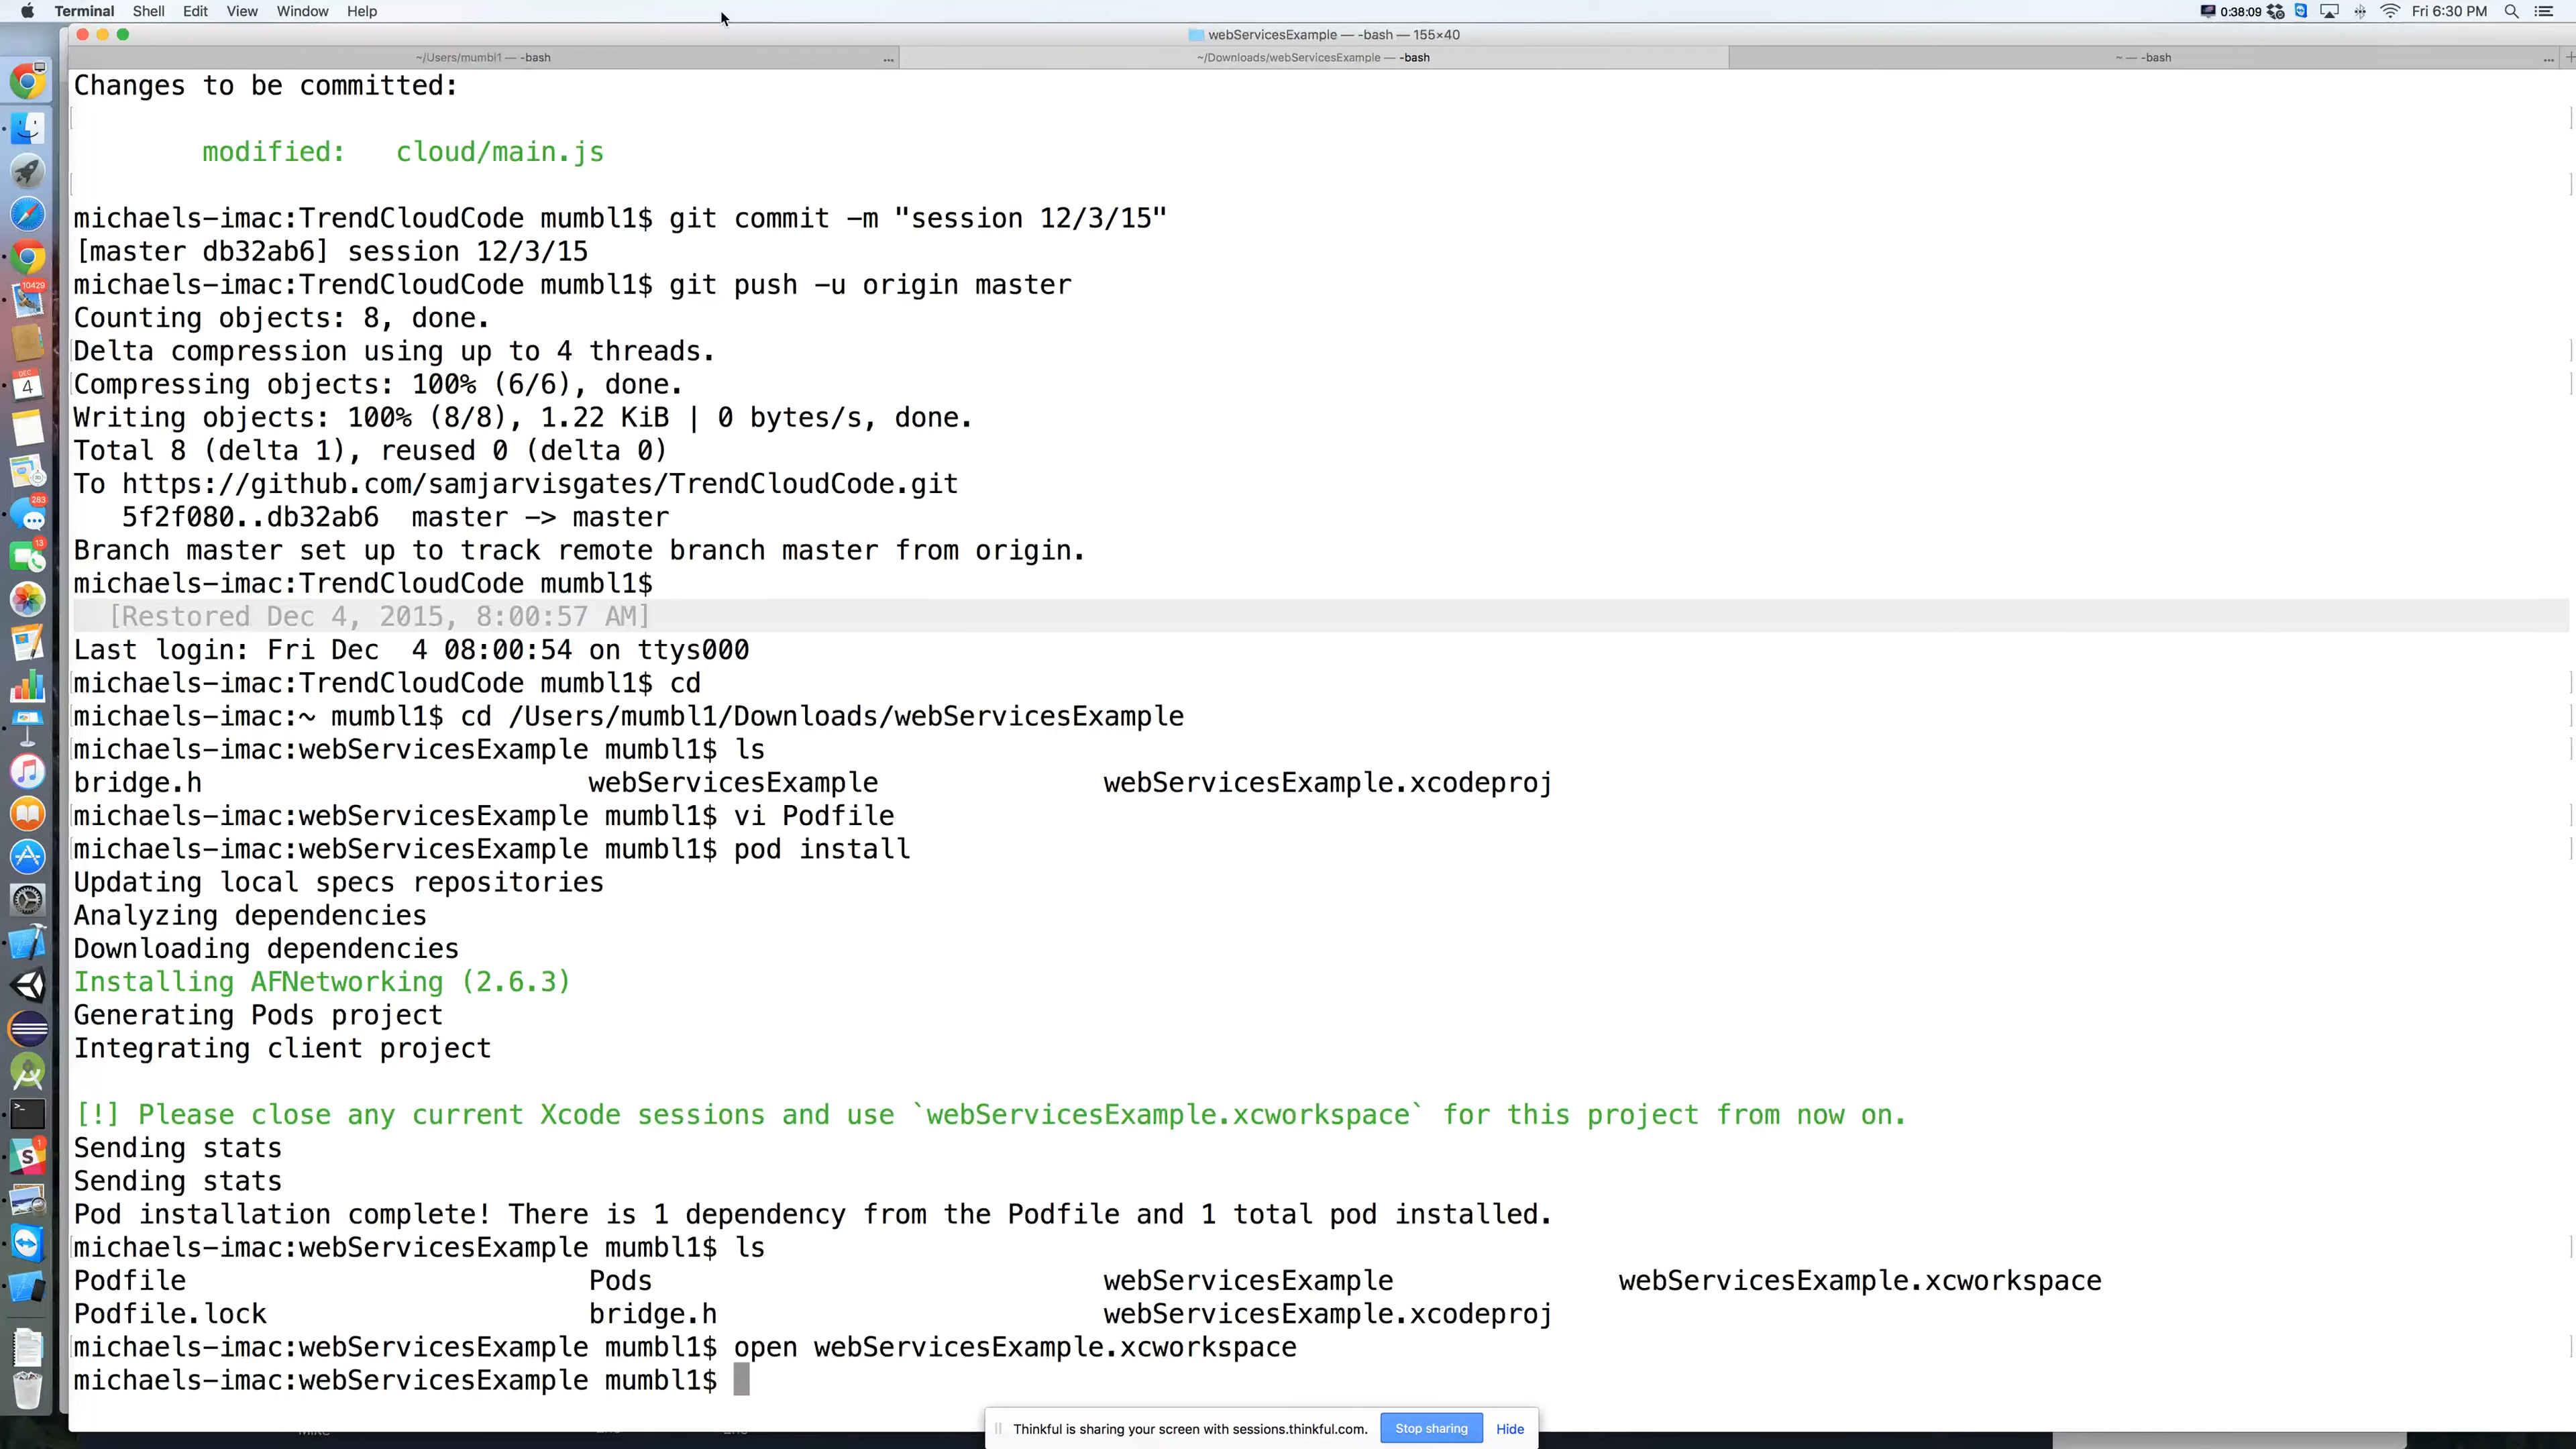 Terminal Shell Edit View Window Help 0:38:09 Fri 6:30 PM
webServicesExample — -bash — 155×40
~/Users/mumbl1 — -bash ... ~/Downloads/webServicesExample — -bash ~ — -bash ... +
Changes to be committed:
modified: cloud/main.js
michaels-imac:TrendCloudCode mumbl1$ git commit -m "session 12/3/15"
[master db32ab6] session 12/3/15
michaels-imac:TrendCloudCode mumbl1$ git push -u origin master
Counting objects: 8, done.
Delta compression using up to 4 threads.
Compressing objects: 100% (6/6), done.
Writing objects: 100% (8/8), 1.22 KiB | 0 bytes/s, done.
Total 8 (delta 1), reused 0 (delta 0)
To https://github.com/samjarvisgates/TrendCloudCode.git
5f2f080..db32ab6 master -> master
Branch master set up to track remote branch master from origin.
michaels-imac:TrendCloudCode mumbl1$
[Restored Dec 4, 2015, 8:00:57 AM]
Last login: Fri Dec 4 08:00:54 on ttys000
michaels-imac:TrendCloudCode mumbl1$ cd
michaels-imac:~ mumbl1$ cd /Users/mumbl1/Downloads/webServicesExample
michaels-imac:webServicesExample mumbl1$ ls
bridge.h webServicesExample webServicesExample.xcodeproj
michaels-imac:webServicesExample mumbl1$ vi Podfile
michaels-imac:webServicesExample mumbl1$ pod install
Updating local specs repositories
Analyzing dependencies
Downloading dependencies
Installing AFNetworking (2.6.3)
Generating Pods project
Integrating client project
[!] Please close any current Xcode sessions and use `webServicesExample.xcworkspace` for this project from now on.
Sending stats
Sending stats
Pod installation complete! There is 1 dependency from the Podfile and 1 total pod installed.
michaels-imac:webServicesExample mumbl1$ ls
Podfile Pods webServicesExample webServicesExample.xcworkspace
Podfile.lock bridge.h webServicesExample.xcodeproj
michaels-imac:webServicesExample mumbl1$ open webServicesExample.xcworkspace
michaels-imac:webServicesExample mumbl1$
Thinkful is sharing your screen with sessions.thinkful.com. Stop sharing Hide
10429
DEC
4
283
13
1